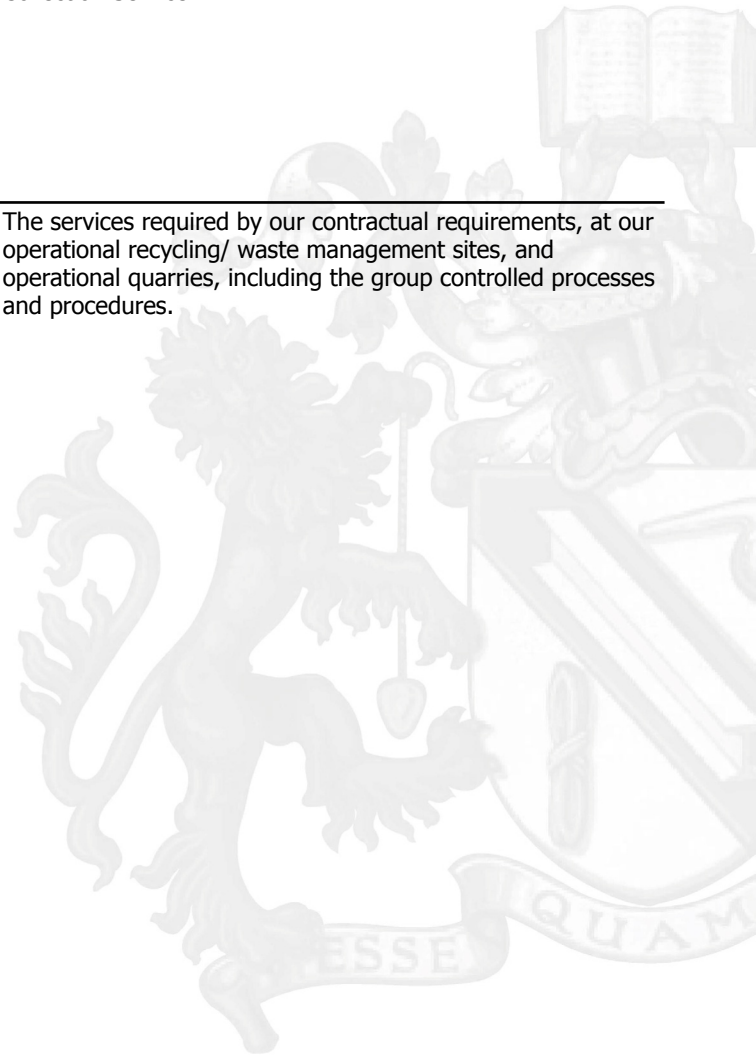 The services required by our contractual requirements, at our
operational recycling/ waste management sites, and
operational quarries, including the group controlled processes
and procedures.
ESSE QUAM